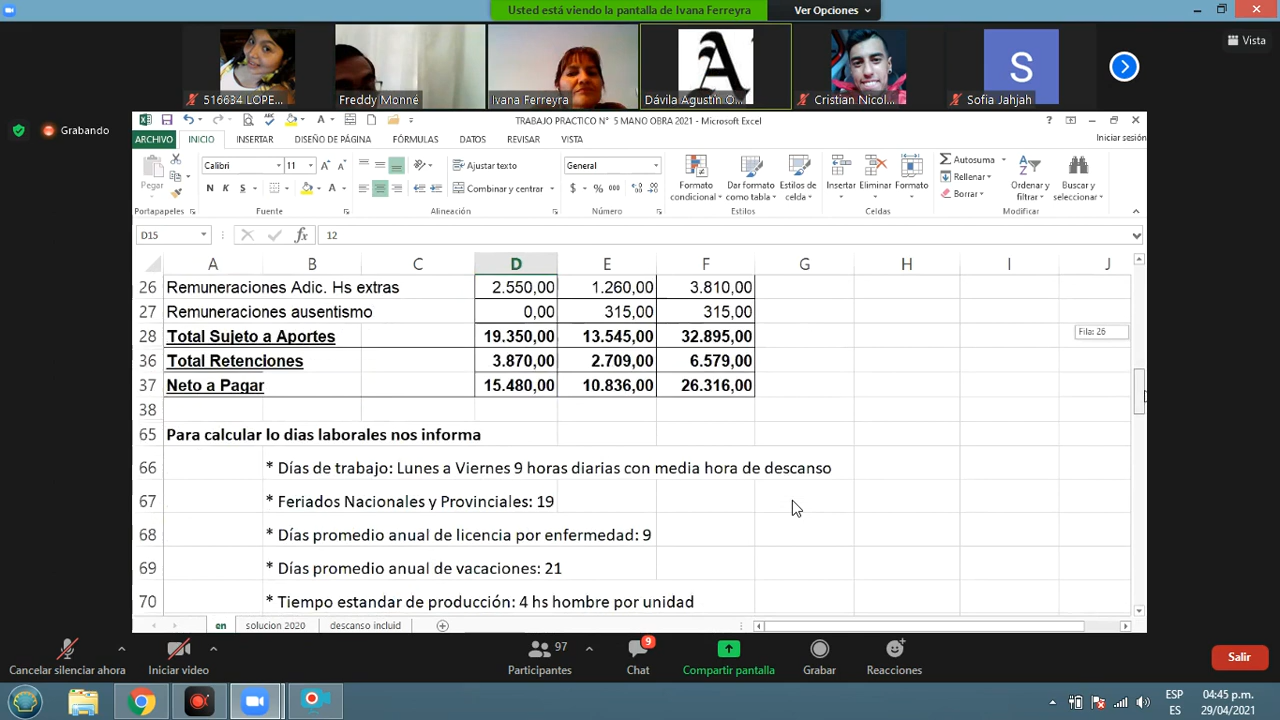 Usted está viendo la pantalla de Ivana Ferreyra
Ver Opciones
Vista
516634 LOPE...
Freddy Monné
Ivana Ferreyra
A
Dávila Agustín O...
Cristian Nicol...
S
Sofia Jahjah
Grabando
TRABAJO PRACTICO N° 5 MANO OBRA 2021 - Microsoft Excel
ARCHIVO INICIO INSERTAR DISEÑO DE PÁGINA FÓRMULAS DATOS REVISAR VISTA
Iniciar sesión
Pegar
Calibri 11
N K S
Ajustar texto
Combinar y centrar
General
$ % 000
Formato condicional
Dar formato como tabla
Estilos de celda
Insertar Eliminar Formato
Autosuma
Rellenar
Borrar
Ordenar y filtrar
Buscar y seleccionar
Portapapeles Fuente Alineación Número Estilos Celdas Modificar
D15 fx 12
A B C D E F G H I J
26 Remuneraciones Adic. Hs extras 2.550,00 1.260,00 3.810,00
27 Remuneraciones ausentismo 0,00 315,00 315,00
Fila: 26
28 Total Sujeto a Aportes 19.350,00 13.545,00 32.895,00
36 Total Retenciones 3.870,00 2.709,00 6.579,00
37 Neto a Pagar 15.480,00 10.836,00 26.316,00
38
65 Para calcular lo dias laborales nos informa
66 * Días de trabajo: Lunes a Viernes 9 horas diarias con media hora de descanso
67 * Feriados Nacionales y Provinciales: 19
68 * Días promedio anual de licencia por enfermedad: 9
69 * Días promedio anual de vacaciones: 21
70 * Tiempo estandar de producción: 4 hs hombre por unidad
en solucion 2020 descanso incluid
Cancelar silenciar ahora
Iniciar video
97
Participantes
9
Chat
Compartir pantalla
Grabar
Reacciones
Salir
ESP
ES
04:45 p.m.
29/04/2021